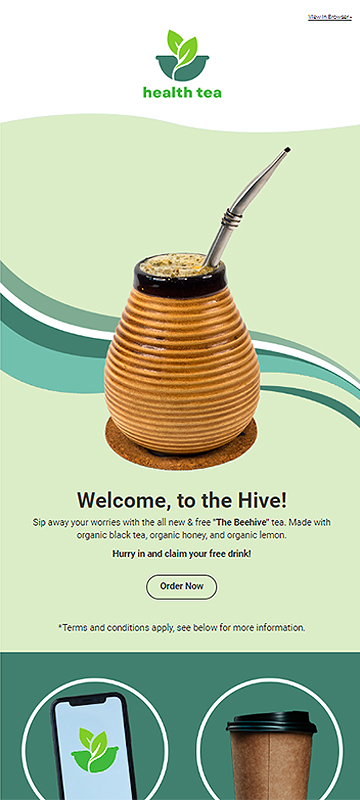 View in Browser-
health tea
Welcome, to the Hive!
Sip away your worries with the all new & free "The Beehive" tea. Made with
organic black tea, organic honey, and organic lemon.
Hurry in and claim your free drink!
Order Now
*Terms and conditions apply, see below for more information.